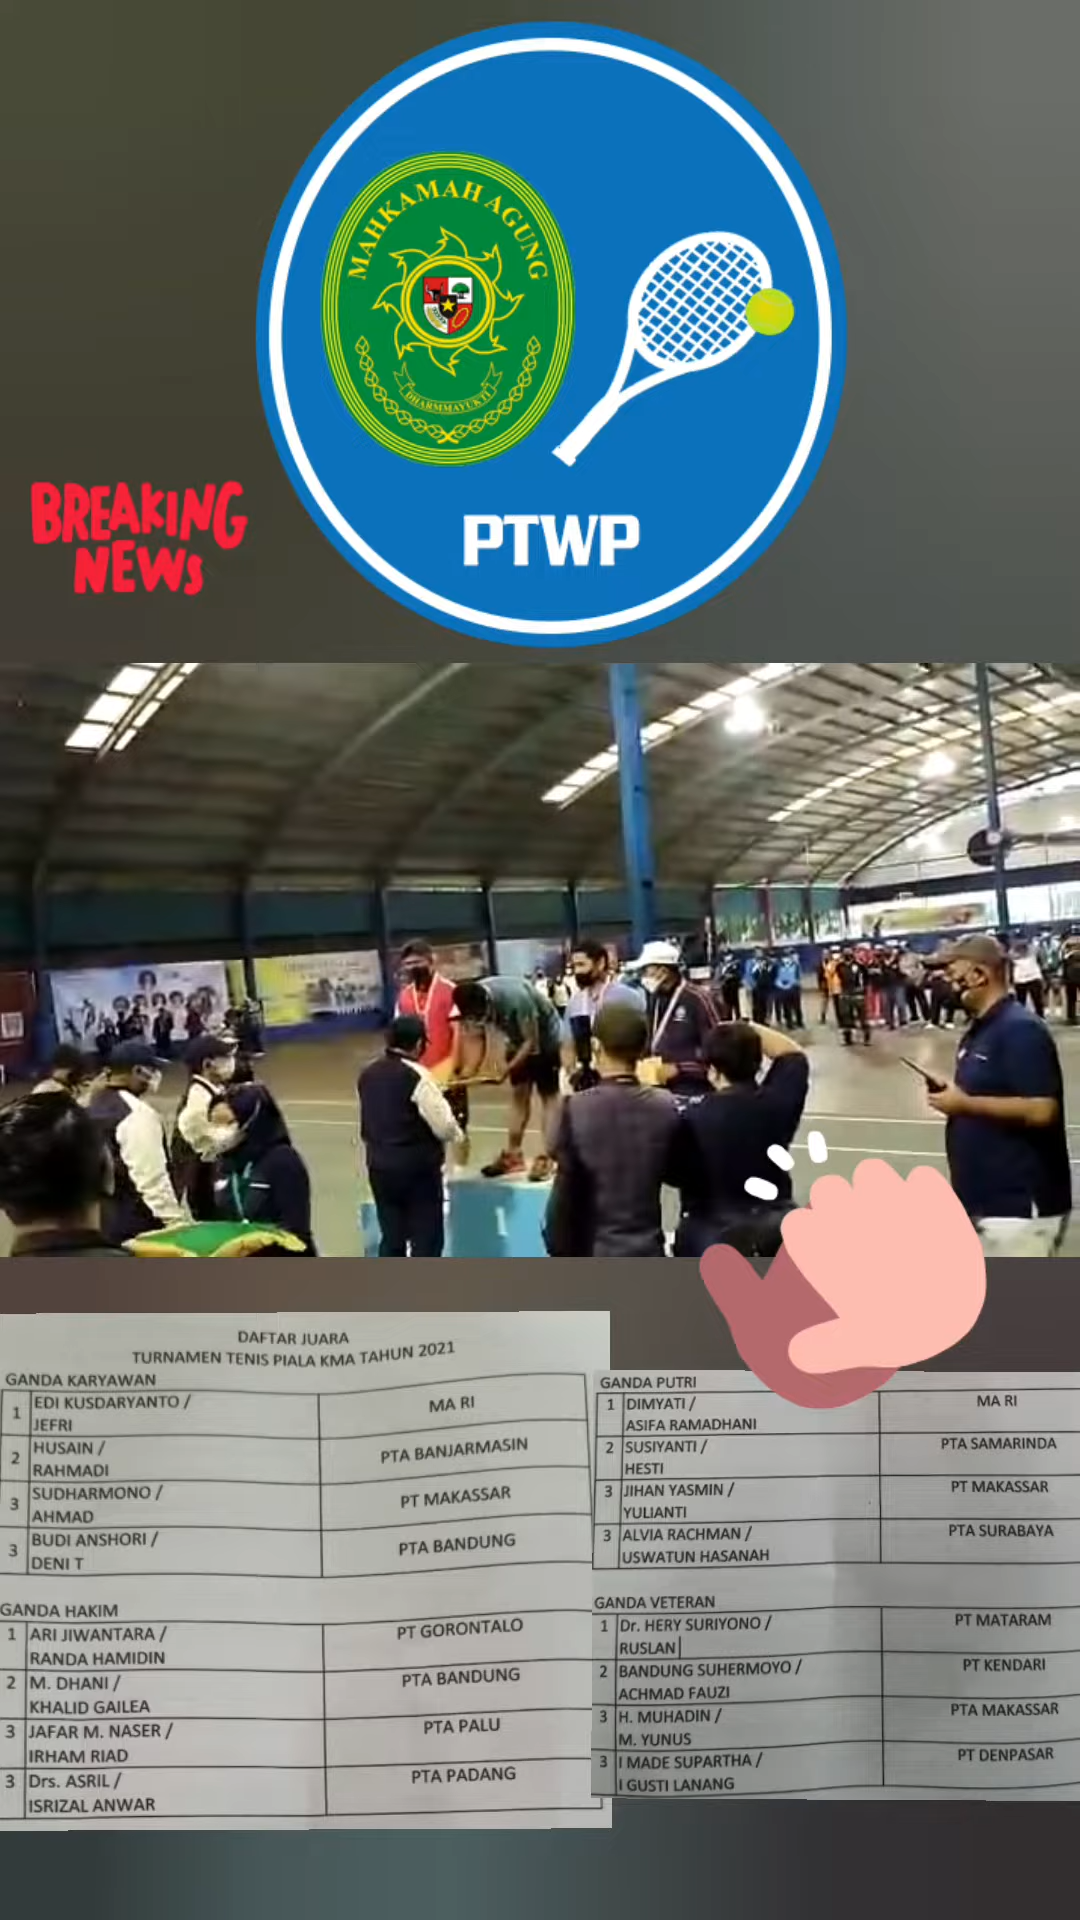 MAHKAMAH AGUNG
DHARMMAYUKTI
PTWP
BREAKING
NEWS
DAFTAR JUARA
TURNAMEN TENIS PIALA KMA TAHUN 2021
GANDA KARYAWAN
1 EDI KUSDARYANTO / MA RI
JEFRI
2 HUSAIN / PTA BANJARMASIN
RAHMADI
3 SUDHARMONO / PT MAKASSAR
AHMAD
3 BUDI ANSHORI / PTA BANDUNG
DENI T
GANDA HAKIM
1 ARI JIWANTARA / PT GORONTALO
RANDA HAMIDIN
2 M. DHANI / PTA BANDUNG
KHALID GAILEA
3 JAFAR M. NASER / PTA PALU
IRHAM RIAD
3 Drs. ASRIL / PTA PADANG
ISRIZAL ANWAR
GANDA PUTRI
1 DIMYATI / MA RI
ASIFA RAMADHANI
2 SUSIYANTI / PTA SAMARINDA
HESTI
3 JIHAN YASMIN / PT MAKASSAR
YULIANTI
3 ALVIA RACHMAN / PTA SURABAYA
USWATUN HASANAH
GANDA VETERAN
1 Dr. HERY SURIYONO / PT MATARAM
RUSLAN
2 BANDUNG SUHERMOYO / PT KENDARI
ACHMAD FAUZI
3 H. MUHADIN / PTA MAKASSAR
M. YUNUS
3 I MADE SUPARTHA / PT DENPASAR
I GUSTI LANANG